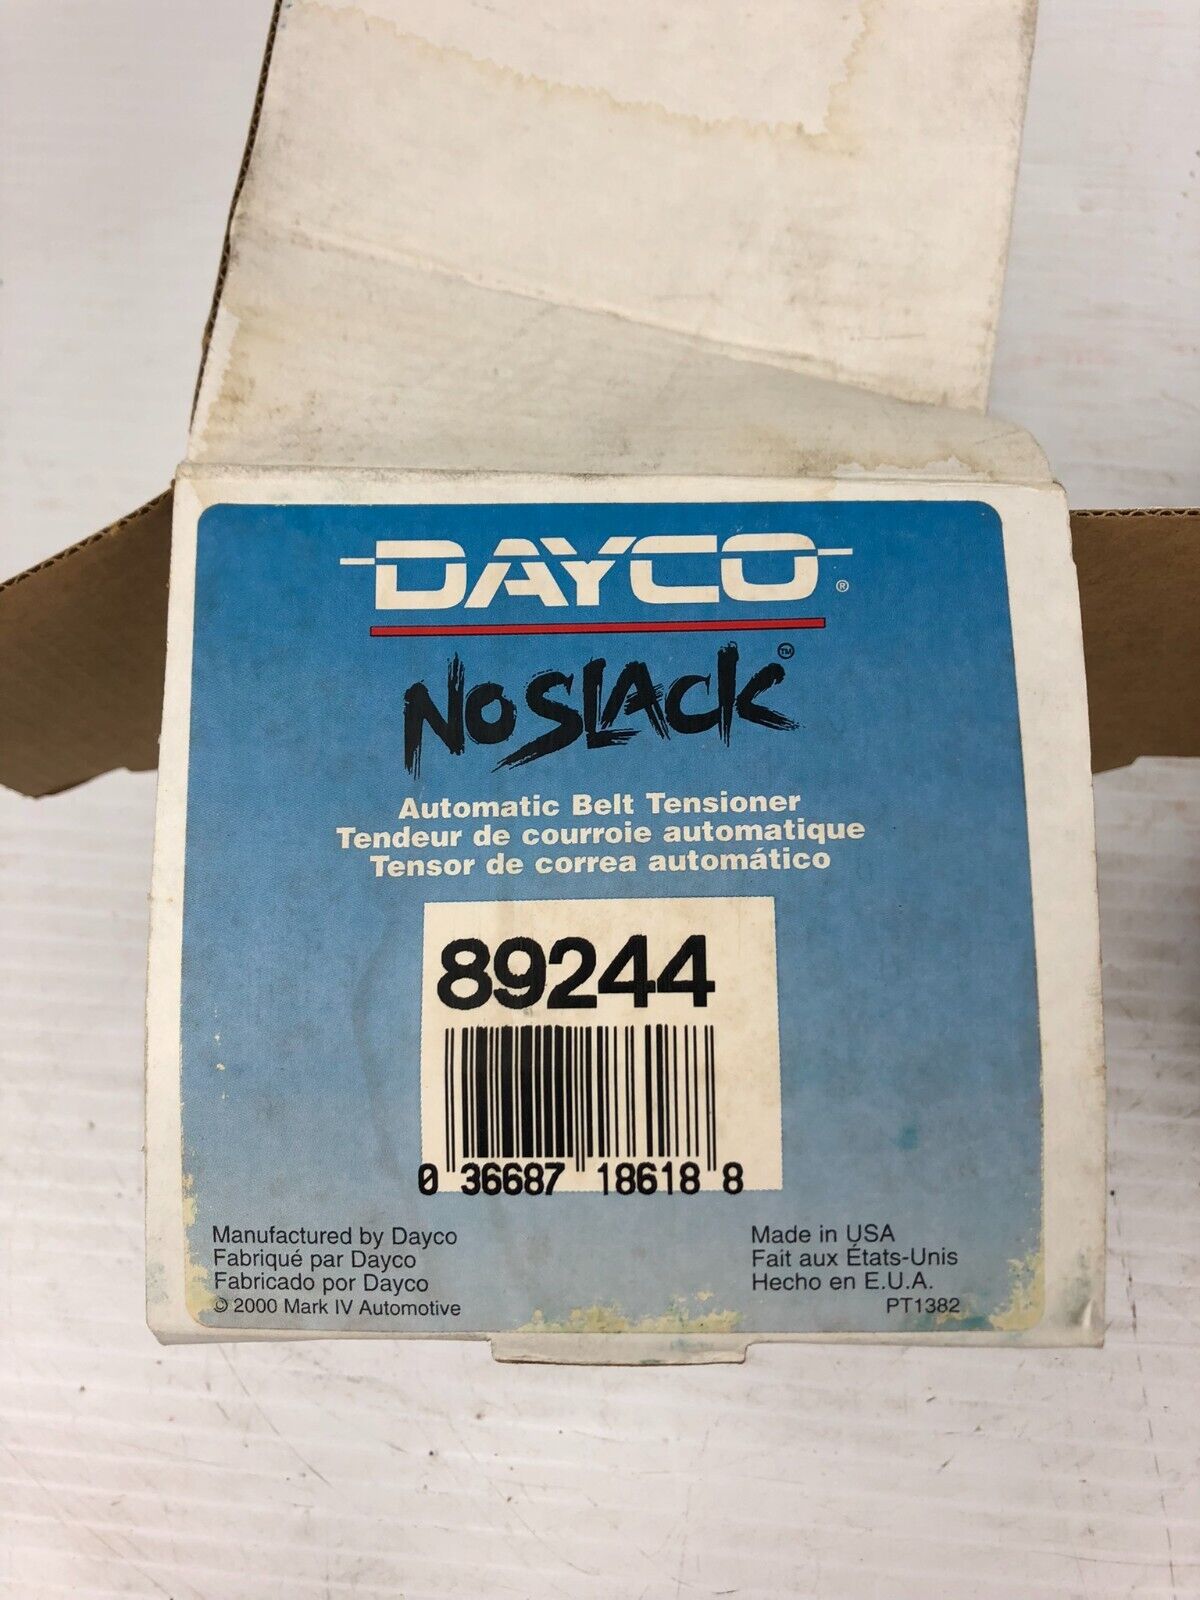 DAYCO®
NOSLACK™
Automatic Belt Tensioner
Tendeur de courroie automatique
Tensor de correa automático
89244
0 36687 18618 8
Manufactured by Dayco
Fabriqué par Dayco
Fabricado por Dayco
© 2000 Mark IV Automotive
Made in USA
Fait aux États-Unis
Hecho en E.U.A.
PT1382